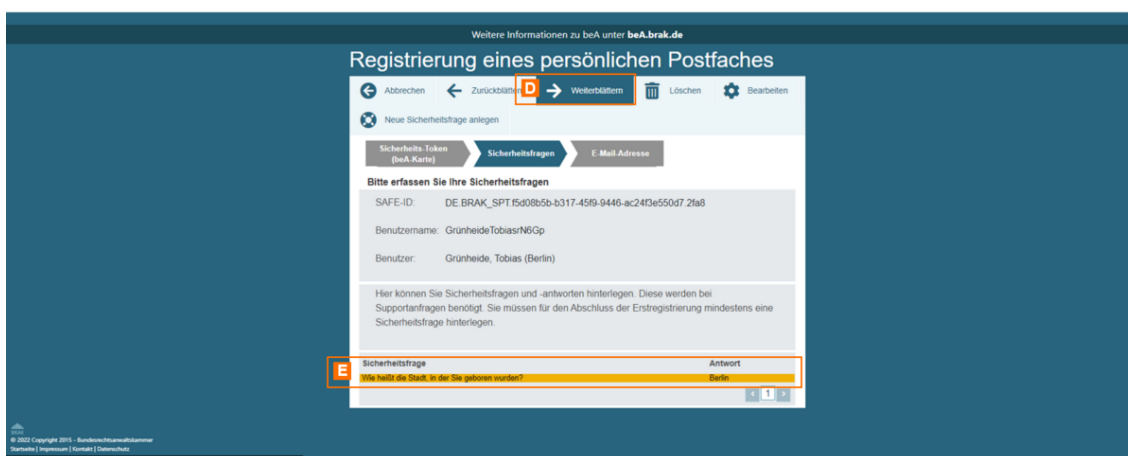 Weitere Informationen zu beA unter beA.brak.de
Registrierung eines persönlichen Postfaches
Abbrechen Zurückblättern D Weiterblättern Löschen Bearbeiten
Neue Sicherheitsfrage anlegen
Sicherheits-Token
(beA-Karte)
Sicherheitsfragen
E-Mail-Adresse
Bitte erfassen Sie Ihre Sicherheitsfragen
SAFE-ID: DE.BRAK_SPT.f5d08b5b-b317-45f9-9446-ac24f3e550d7.2fa8
Benutzername: GrünheideTobiasrN6Gp
Benutzer: Grünheide, Tobias (Berlin)
Hier können Sie Sicherheitsfragen und -antworten hinterlegen. Diese werden bei
Supportanfragen benötigt. Sie müssen für den Abschluss der Erstregistrierung mindestens eine
Sicherheitsfrage hinterlegen.
E
Sicherheitsfrage Antwort
Wie heißt die Stadt, in der Sie geboren wurden? Berlin
< 1 >
BRAK
© 2022 Copyright 2015 - Bundesrechtsanwaltskammer
Startseite | Impressum | Kontakt | Datenschutz